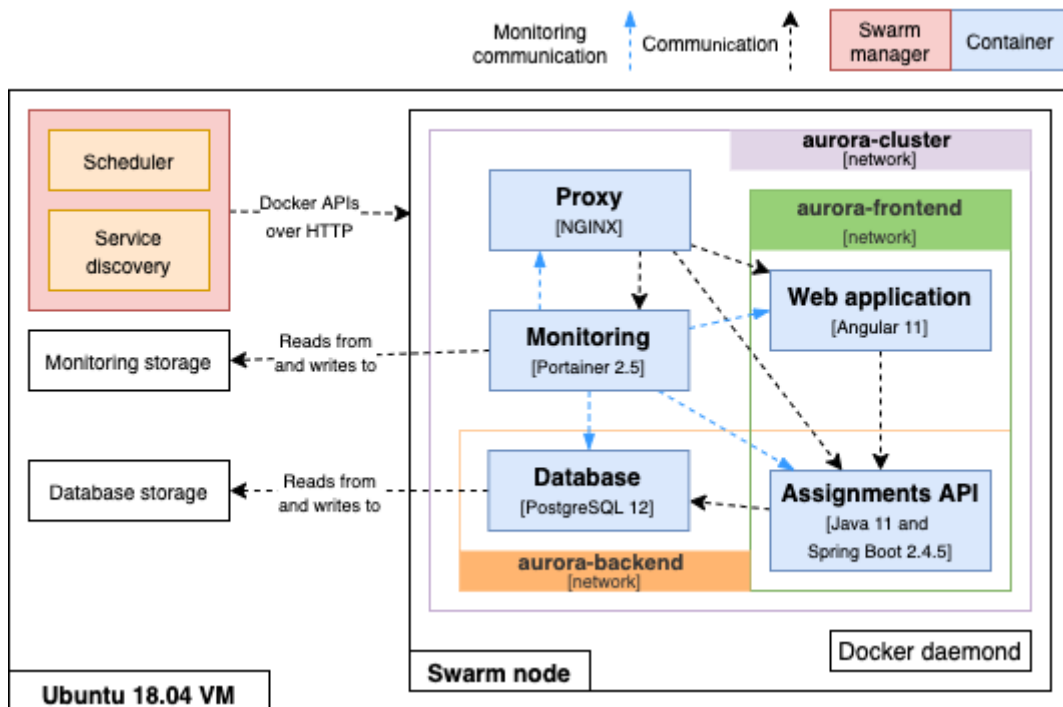 Monitoring
communication
Communication
Swarm
manager
Container
Scheduler
Service
discovery
Docker APIs
over HTTP
aurora-cluster
[network]
Proxy
[NGINX]
aurora-frontend
[network]
Web application
[Angular 11]
Monitoring
[Portainer 2.5]
Reads from
and writes to
Monitoring storage
Database
[PostgreSQL 12]
Reads from
and writes to
Database storage
Assignments API
[Java 11 and
Spring Boot 2.4.5]
aurora-backend
[network]
Docker daemond
Swarm node
Ubuntu 18.04 VM